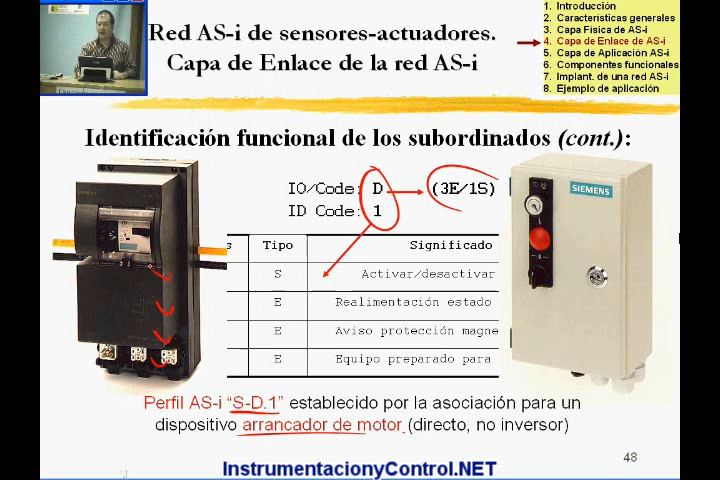 Red AS-i de sensores-actuadores.
Capa de Enlace de la red AS-i
1. Introducción
2. Características generales
3. Capa Física de AS-i
4. Capa de Enlace de AS-i
5. Capa de Aplicación AS-i
6. Componentes funcionales
7. Implant. de una red AS-i
8. Ejemplo de aplicación
Identificación funcional de los subordinados (cont.):
IO/Code: D (3E/1S)
ID Code: 1
s Tipo Significado
S Activar/desactivar
E Realimentación estado
E Aviso protección magne
E Equipo preparado para
SIEMENS
Perfil AS-i “S-D.1” establecido por la asociación para un
dispositivo arrancador de motor (directo, no inversor)
48
InstrumentacionyControl.NET